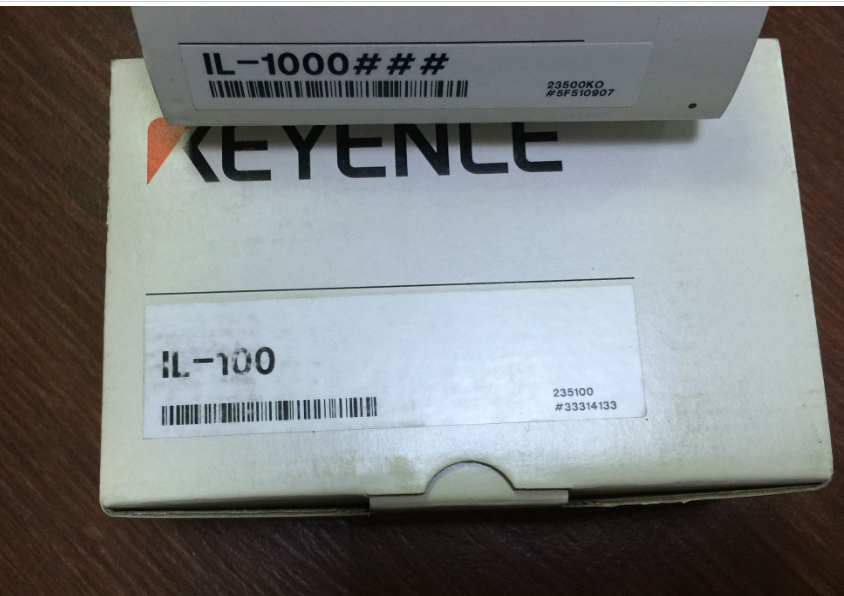 IL-1000###
23500KO
#5F510907
KEYENCE
IL-100
235100
#33314133